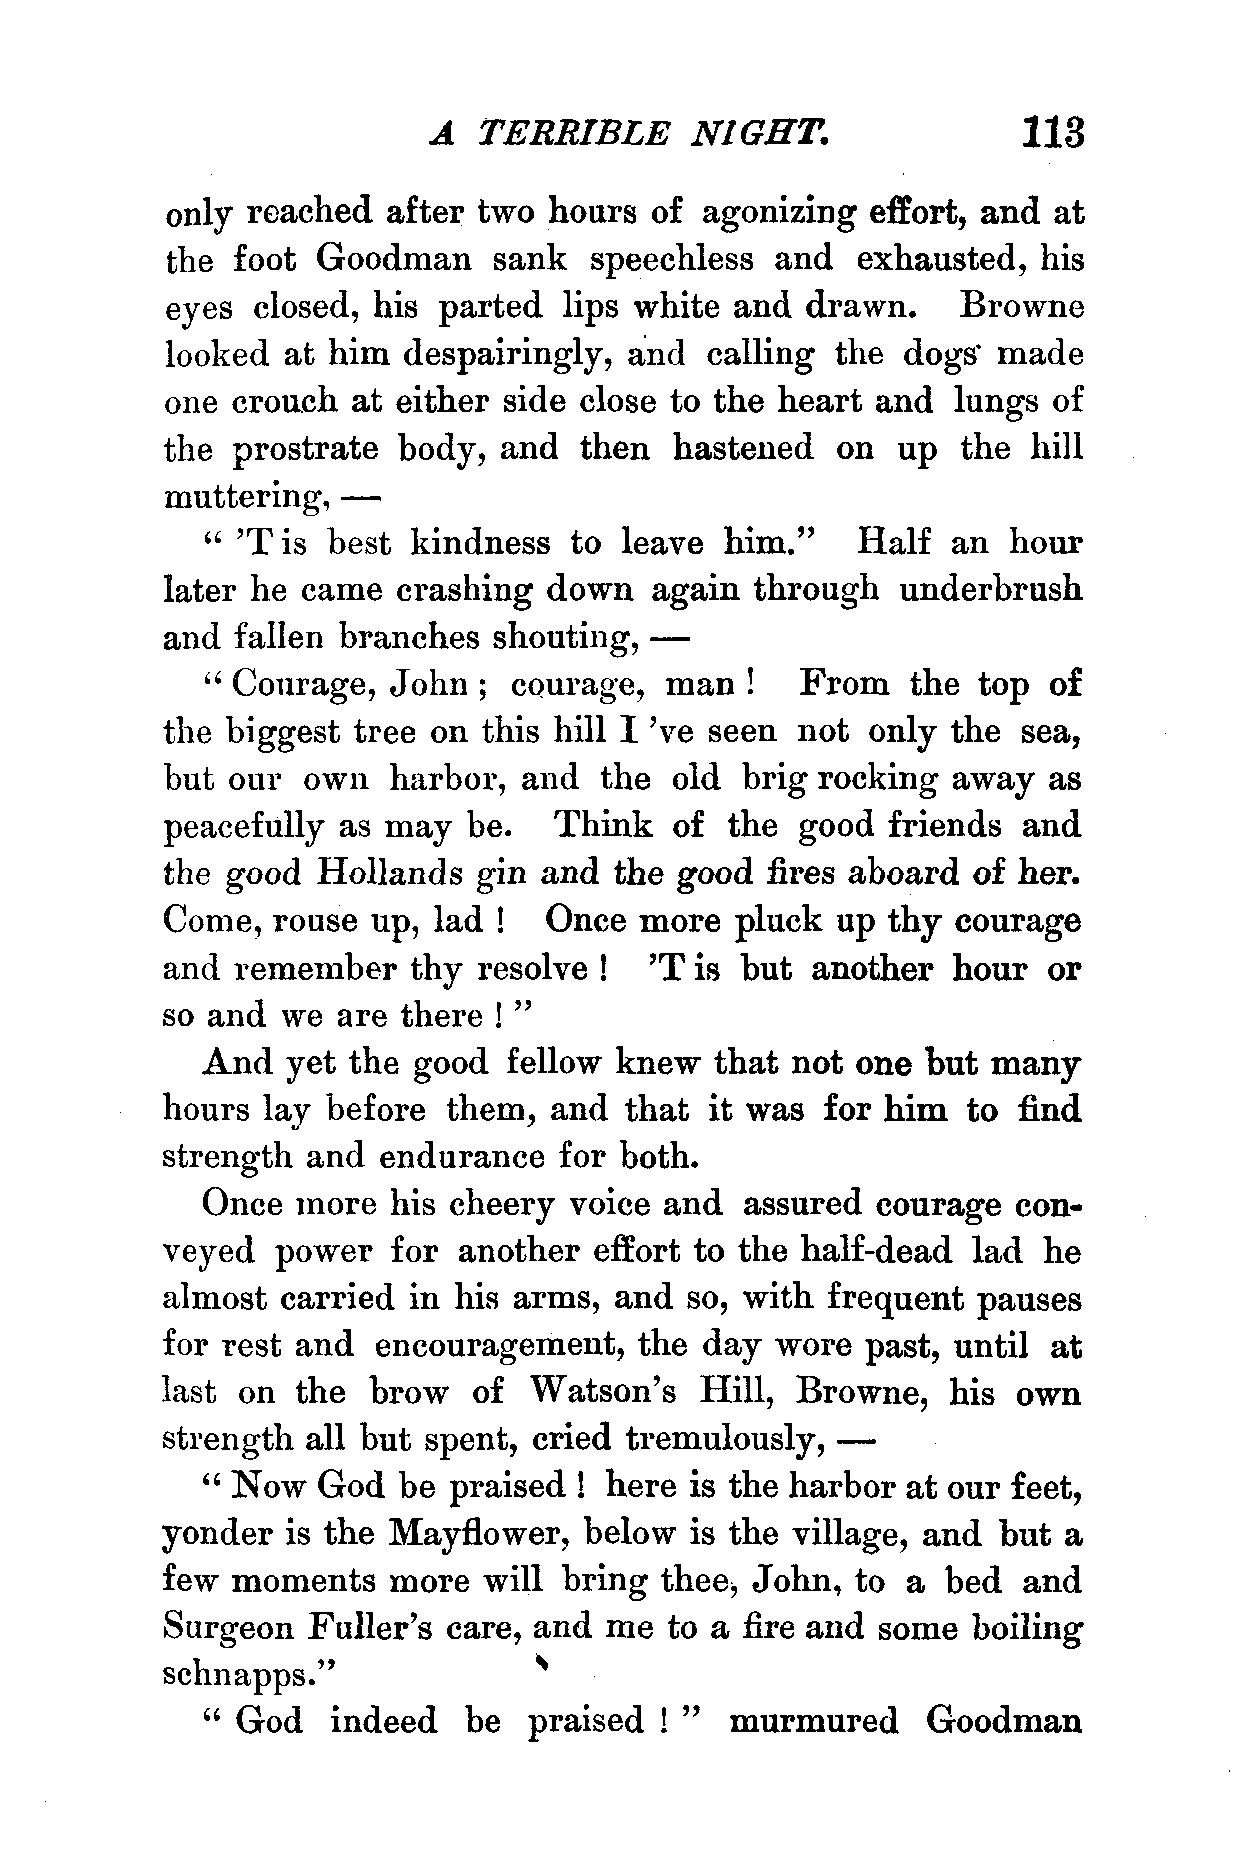 A TERRIBLE NIGHT. 113
only reached after two hours of agonizing effort, and at
the foot Goodman sank speechless and exhausted, his
eyes closed, his parted lips white and drawn. Browne
looked at him despairingly, and calling the dogs made
one crouch at either side close to the heart and lungs of
the prostrate body, and then hastened on up the hill
muttering, —
“ 'T is best kindness to leave him.” Half an hour
later he came crashing down again through underbrush
and fallen branches shouting, —
“ Courage, John ; courage, man ! From the top of
the biggest tree on this hill I 've seen not only the sea,
but our own harbor, and the old brig rocking away as
peacefully as may be. Think of the good friends and
the good Hollands gin and the good fires aboard of her.
Come, rouse up, lad ! Once more pluck up thy courage
and remember thy resolve ! 'T is but another hour or
so and we are there ! ”
And yet the good fellow knew that not one but many
hours lay before them, and that it was for him to find
strength and endurance for both.
Once more his cheery voice and assured courage con-
veyed power for another effort to the half-dead lad he
almost carried in his arms, and so, with frequent pauses
for rest and encouragement, the day wore past, until at
last on the brow of Watson's Hill, Browne, his own
strength all but spent, cried tremulously, —
“ Now God be praised ! here is the harbor at our feet,
yonder is the Mayflower, below is the village, and but a
few moments more will bring thee, John, to a bed and
Surgeon Fuller's care, and me to a fire and some boiling
schnapps.”
“ God indeed be praised ! ” murmured Goodman